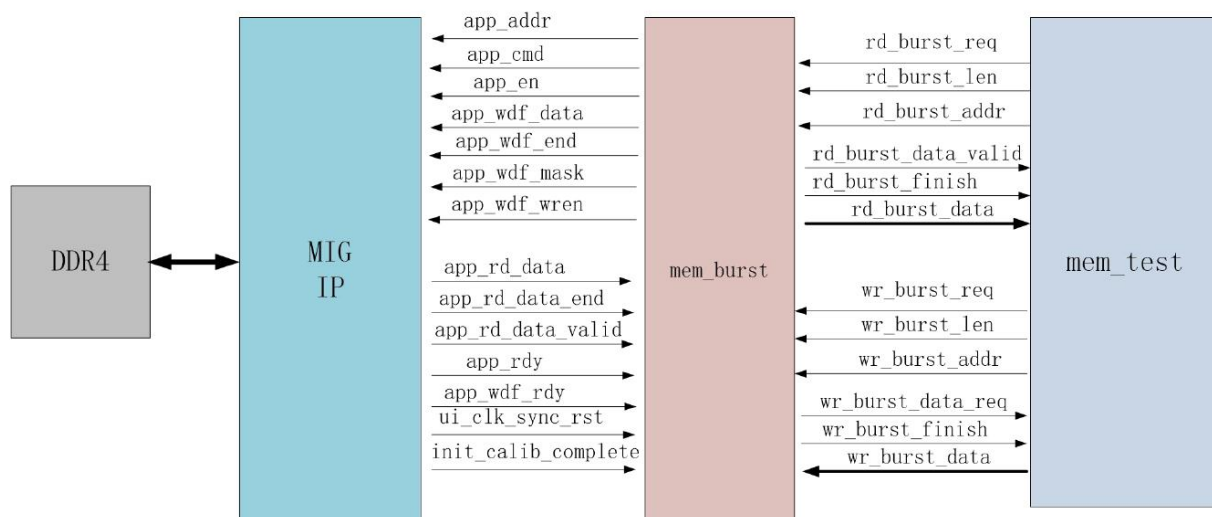 DDR4
MIG
IP
app_addr
app_cmd
app_en
app_wdf_data
app_wdf_end
app_wdf_mask
app_wdf_wren
app_rd_data
app_rd_data_end
app_rd_data_valid
app_rdy
app_wdf_rdy
ui_clk_sync_rst
init_calib_complete
mem_burst
rd_burst_req
rd_burst_len
rd_burst_addr
rd_burst_data_valid
rd_burst_finish
rd_burst_data
wr_burst_req
wr_burst_len
wr_burst_addr
wr_burst_data_req
wr_burst_finish
wr_burst_data
mem_test